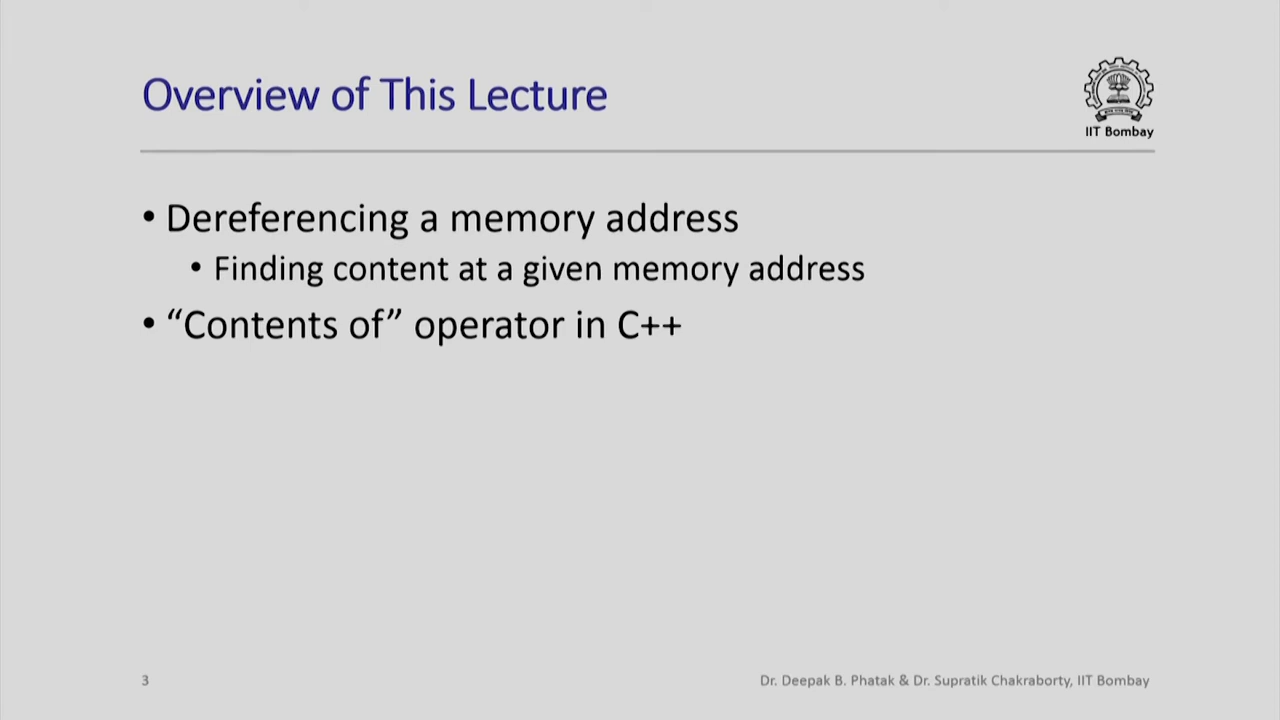 Overview of This Lecture
IIT Bombay
• Dereferencing a memory address
• Finding content at a given memory address
• “Contents of” operator in C++
3
Dr. Deepak B. Phatak & Dr. Supratik Chakraborty, IIT Bombay